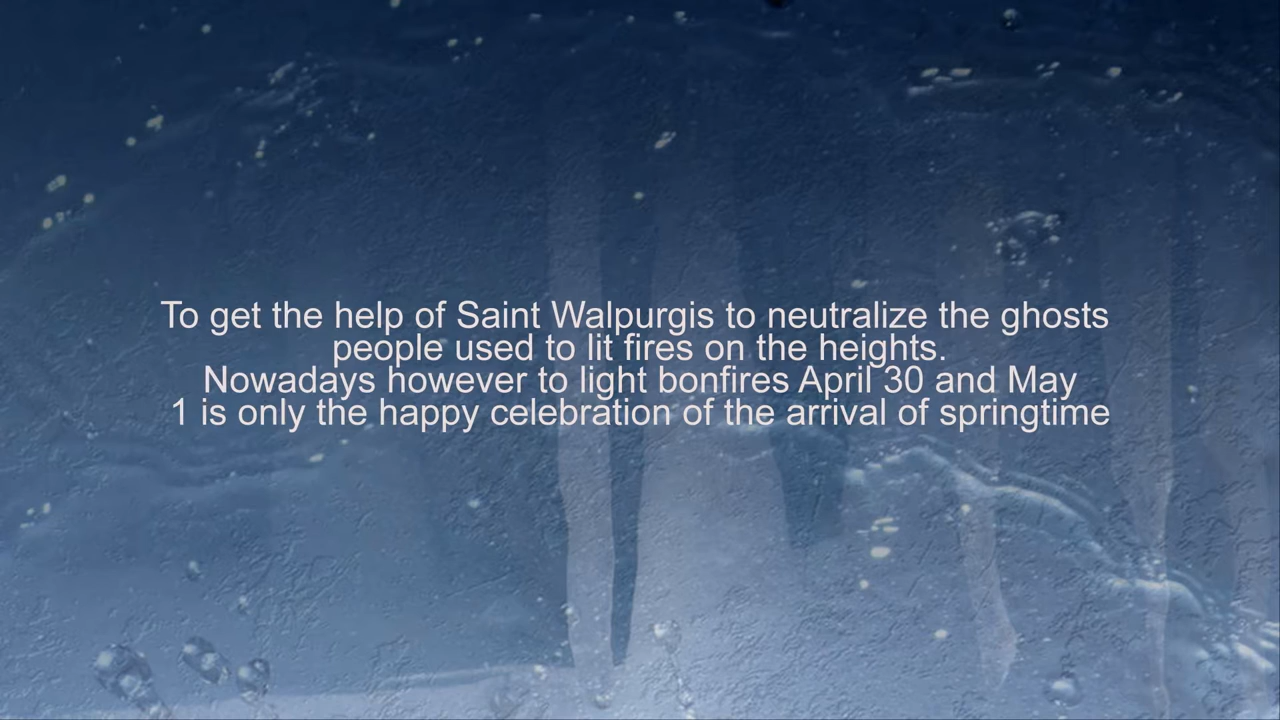 To get the help of Saint Walpurgis to neutralize the ghosts
people used to lit fires on the heights.
Nowadays however to light bonfires April 30 and May
1 is only the happy celebration of the arrival of springtime